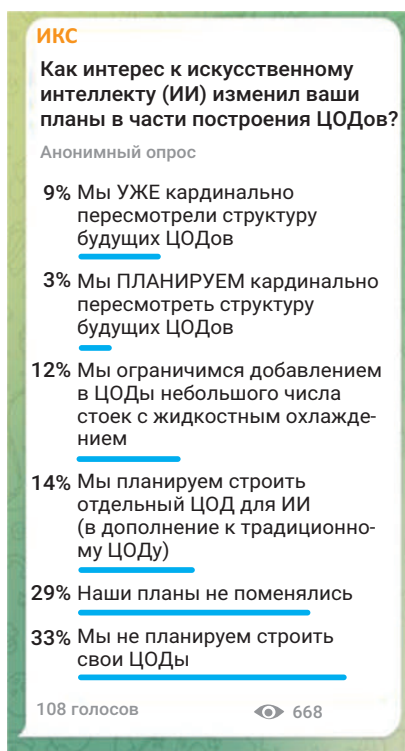 ИКС
Как интерес к искусственному
интеллекту (ИИ) изменил ваши
планы в части построения ЦОДов?
Анонимный опрос
9% Мы УЖЕ кардинально
пересмотрели структуру
будущих ЦОДов
3% Мы ПЛАНИРУЕМ кардинально
пересмотреть структуру
будущих ЦОДов
12% Мы ограничимся добавлением
в ЦОДы небольшого числа
стоек с жидкостным охлажде-
нием
14% Мы планируем строить
отдельный ЦОД для ИИ
(в дополнение к традиционно-
му ЦОДу)
29% Наши планы не поменялись
33% Мы не планируем строить
свои ЦОДы
108 голосов 668